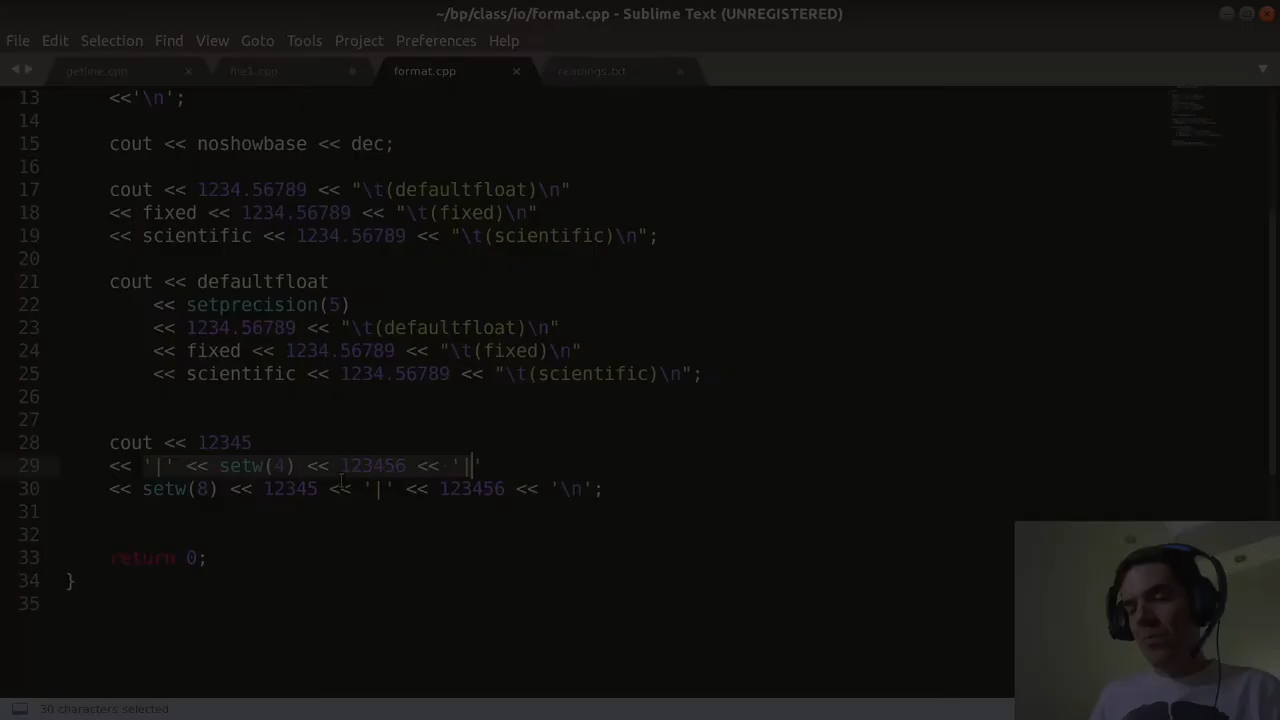 ~/bp/class/io/format.cpp - Sublime Text (UNREGISTERED)
File Edit Selection Find View Goto Tools Project Preferences Help
getline.cpp file1.cpp format.cpp readings.txt
13 <<'\n';
14
15 cout << noshowbase << dec;
16
17 cout << 1234.56789 << "\t(defaultfloat)\n"
18 << fixed << 1234.56789 << "\t(fixed)\n"
19 << scientific << 1234.56789 << "\t(scientific)\n";
20
21 cout << defaultfloat
22 << setprecision(5)
23 << 1234.56789 << "\t(defaultfloat)\n"
24 << fixed << 1234.56789 << "\t(fixed)\n"
25 << scientific << 1234.56789 << "\t(scientific)\n";
26
27
28 cout << 12345
29 << '|' << setw(4) << 123456 << '|'
30 << setw(8) << 12345 << '|' << 123456 << '\n';
31
32
33 return 0;
34 }
35
30 characters selected